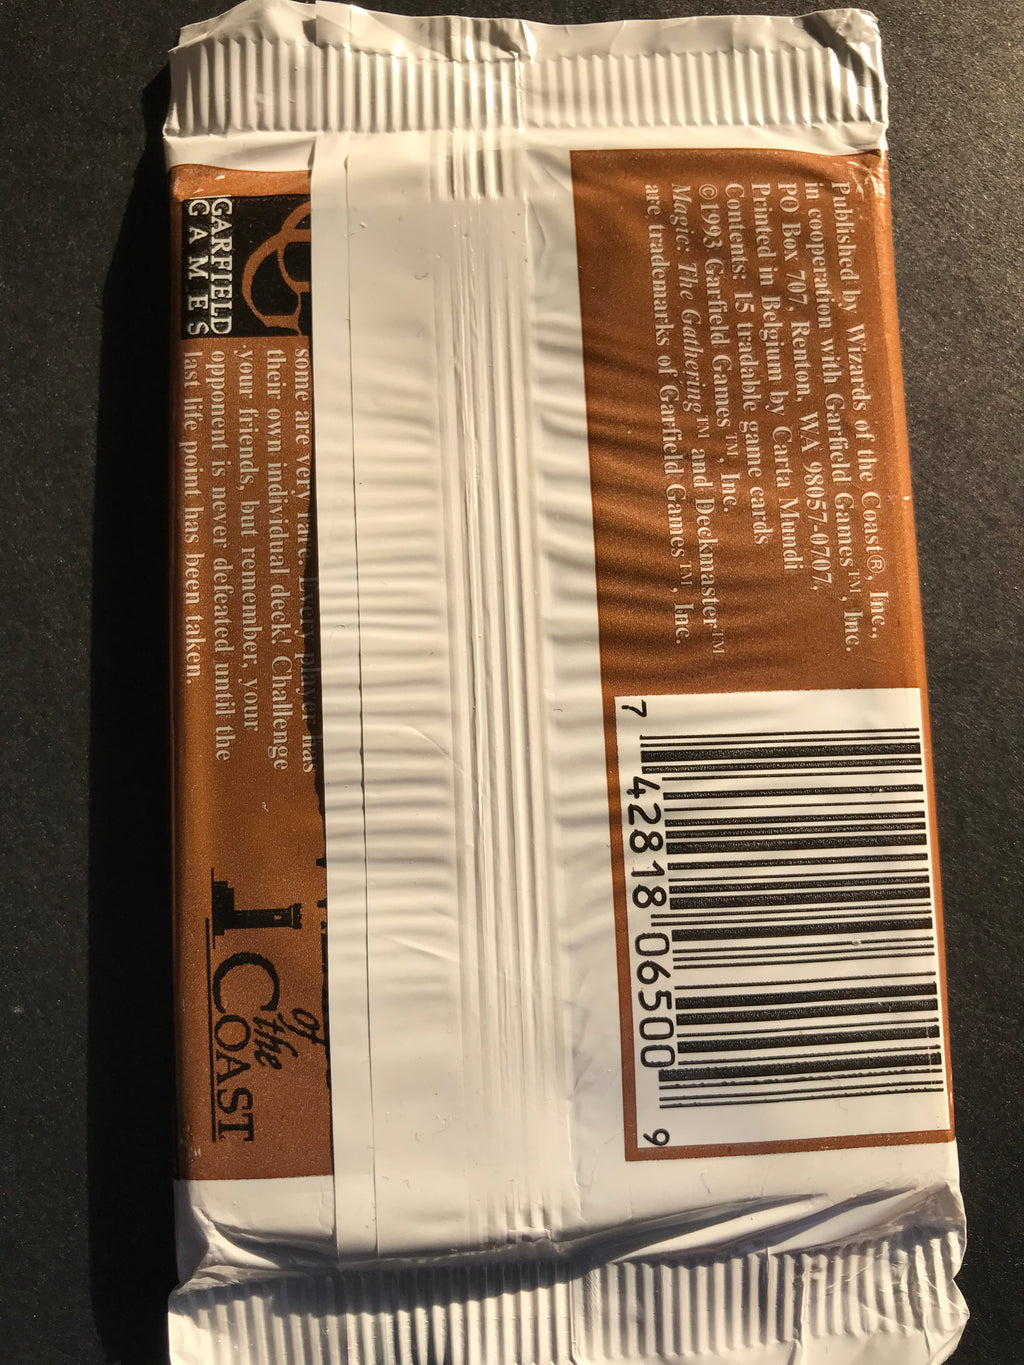 Published by Wizards of the Coast®, Inc.,
in cooperation with Garfield Games™, Inc.
PO Box 707, Renton, WA 98057-0707,
Printed in Belgium by Carta Mundi
Contents: 15 tradable game cards
©1993 Garfield Games™, Inc.
Magic: The Gathering™ and Deckmaster™
are trademarks of Garfield Games™, Inc.
7 42818 06500 9
GARFIELD
GAMES
some are very rare. Every player has
their own individual deck! Challenge
your friends, but remember, your
opponent is never defeated until the
last life point has been taken.
of
the
COAST